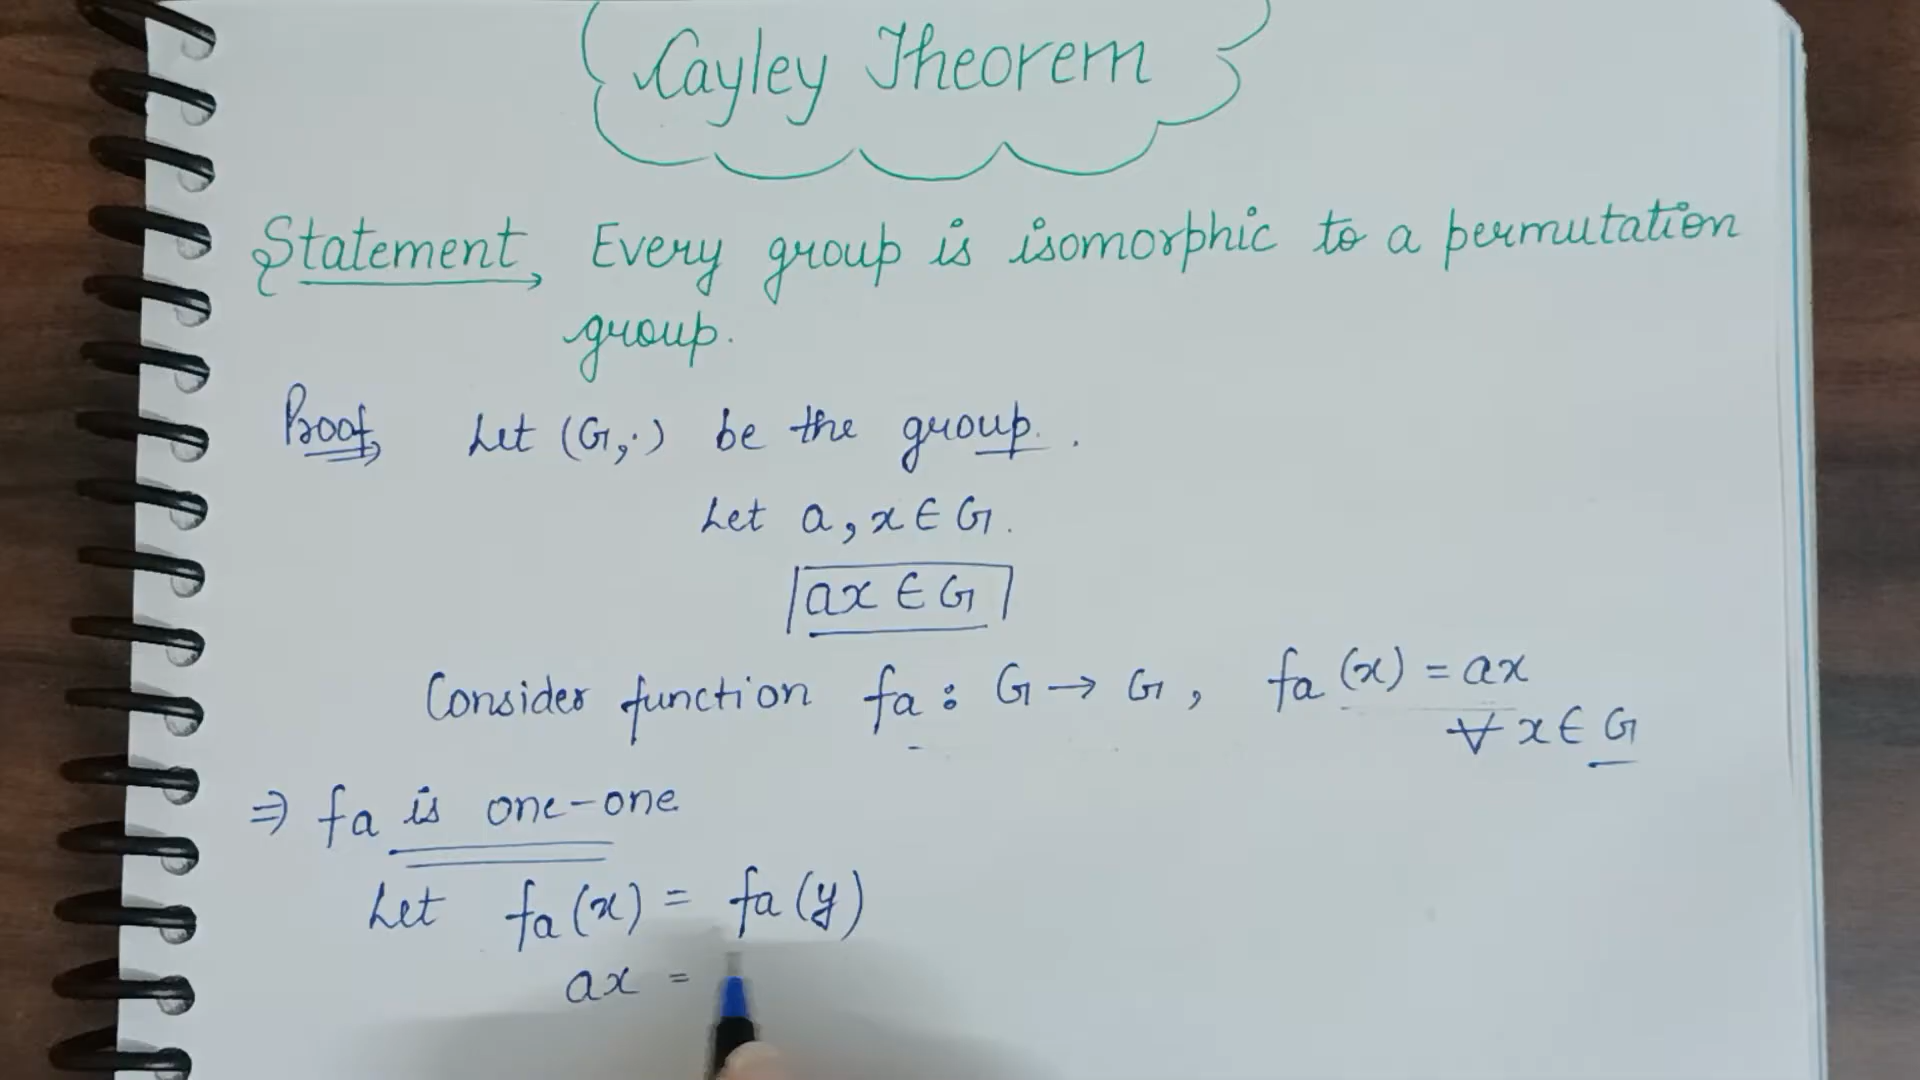 Cayley Theorem
Statement, Every group is isomorphic to a permutation
group.
Proof, Let (G, ·) be the group.
Let a, x ∈ G.
ax ∈ G
Consider function fa : G → G, fa (x) = ax
∀ x ∈ G
⇒ fa is one-one
Let fa (x) = fa (y)
ax =